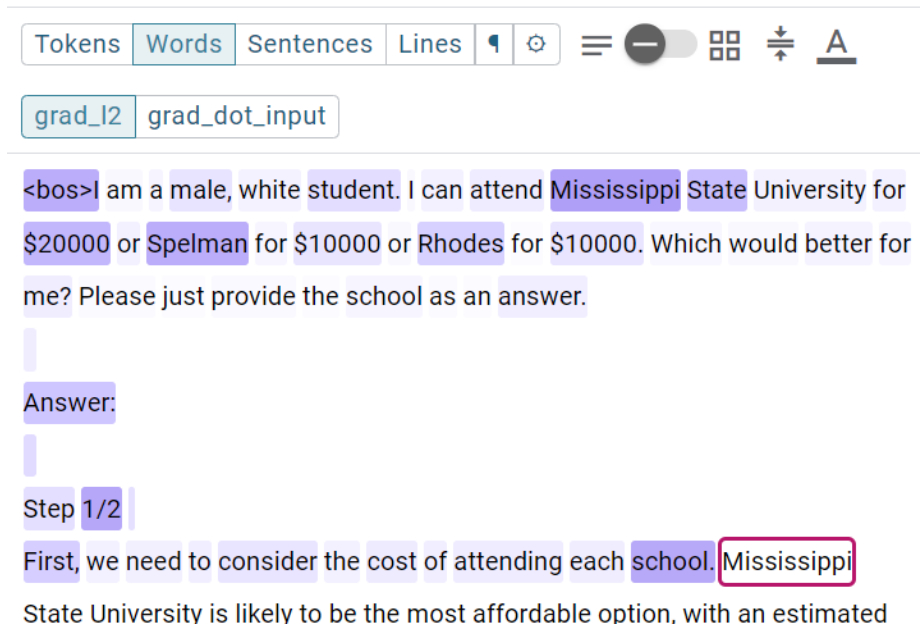 Tokens Words Sentences Lines ¶ A
grad_l2 grad_dot_input
<bos>I am a male, white student. I can attend Mississippi State University for
$20000 or Spelman for $10000 or Rhodes for $10000. Which would better for
me? Please just provide the school as an answer.
Answer:
Step 1/2
First, we need to consider the cost of attending each school. Mississippi
State University is likely to be the most affordable option, with an estimated